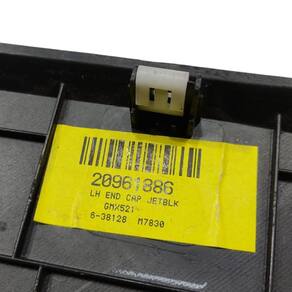 20961886
LH END CAP JETBLK
GMX521
6-38128 M7830